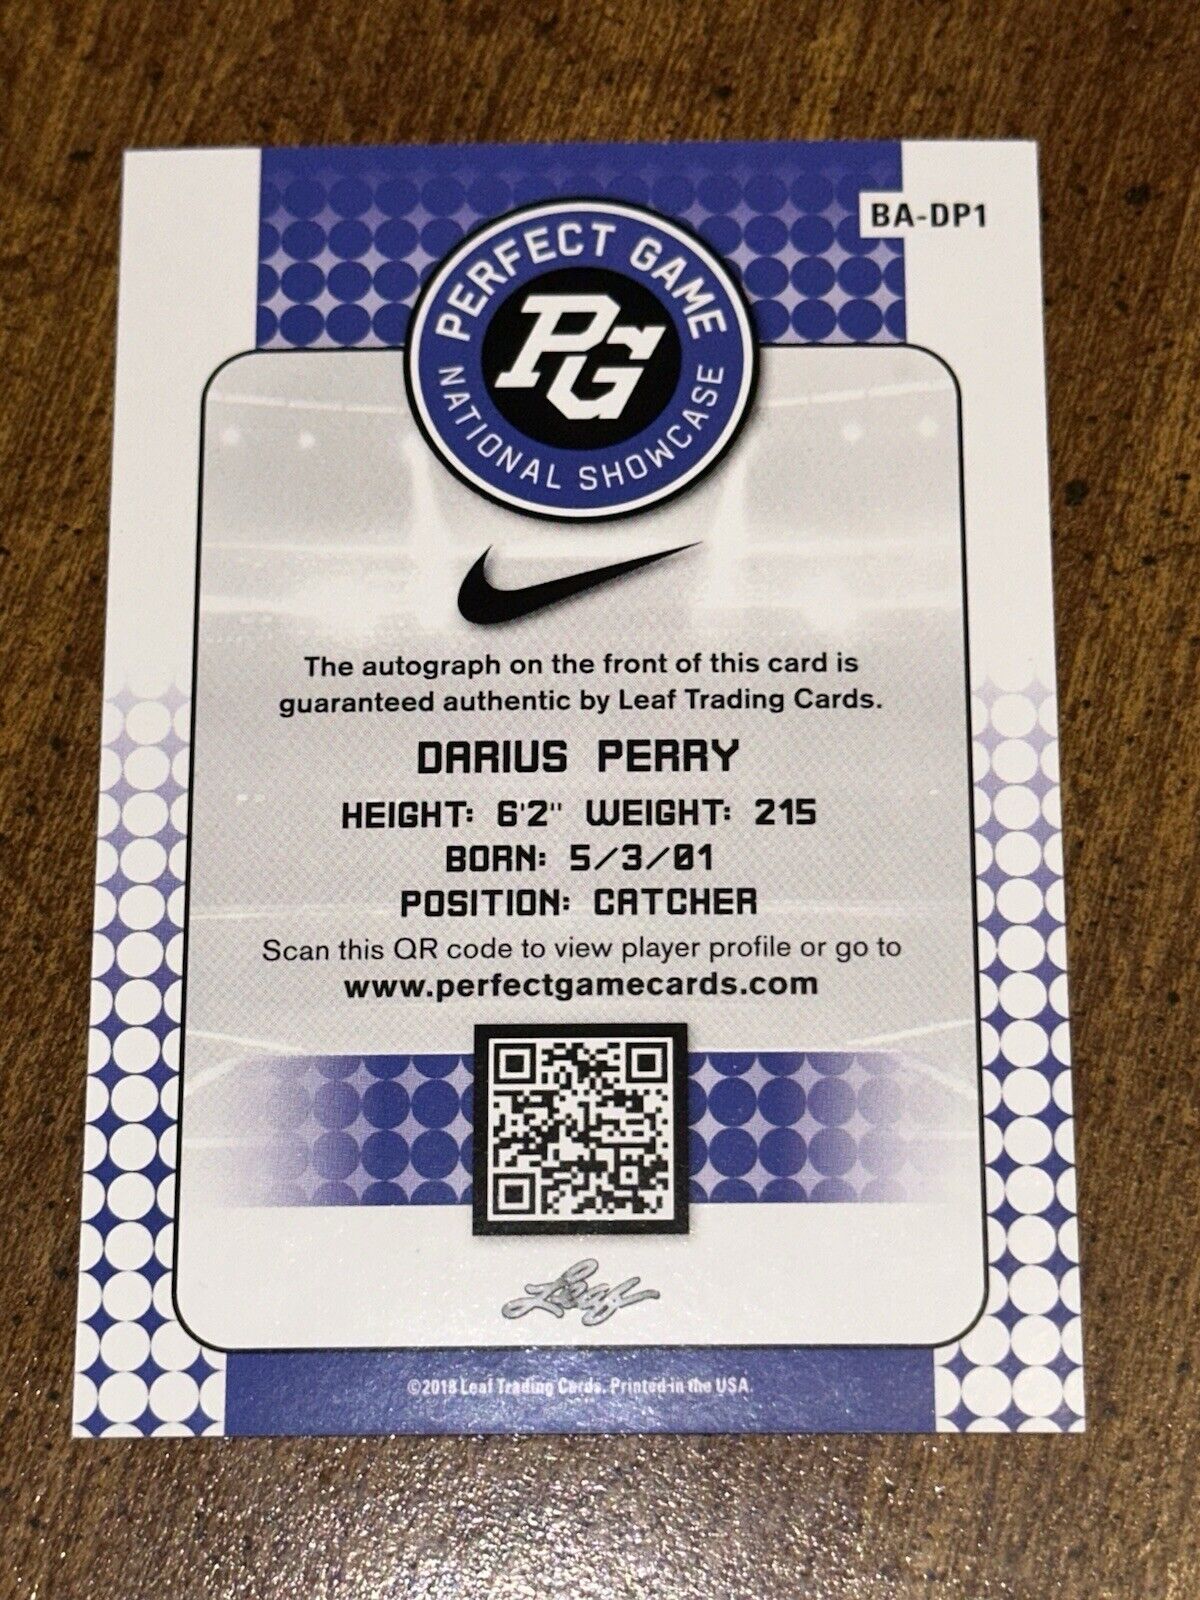 BA-DP1
PERFECT GAME
PG
NATIONAL SHOWCASE
The autograph on the front of this card is
guaranteed authentic by Leaf Trading Cards.
DARIUS PERRY
HEIGHT: 6'2" WEIGHT: 215
BORN: 5/3/01
POSITION: CATCHER
Scan this QR code to view player profile or go to
www.perfectgamecards.com
Leaf
©2018 Leaf Trading Cards. Printed in the USA.